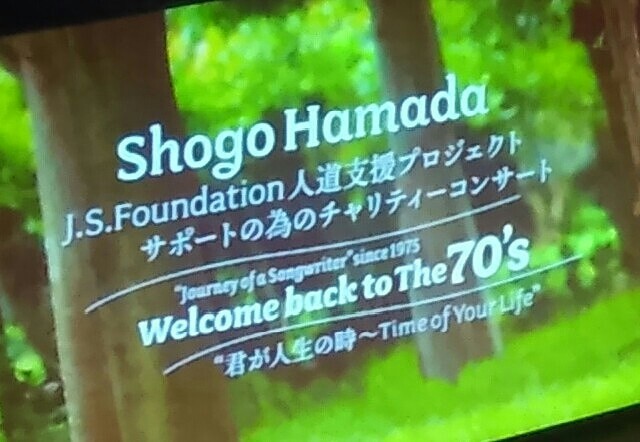 Shogo Hamada
J.S.Foundation 人道支援プロジェクト
サポートの為のチャリティーコンサート
"Journey of a Songwriter" since 1975
Welcome back to The 70's
"君が人生の時～Time of Your Life"